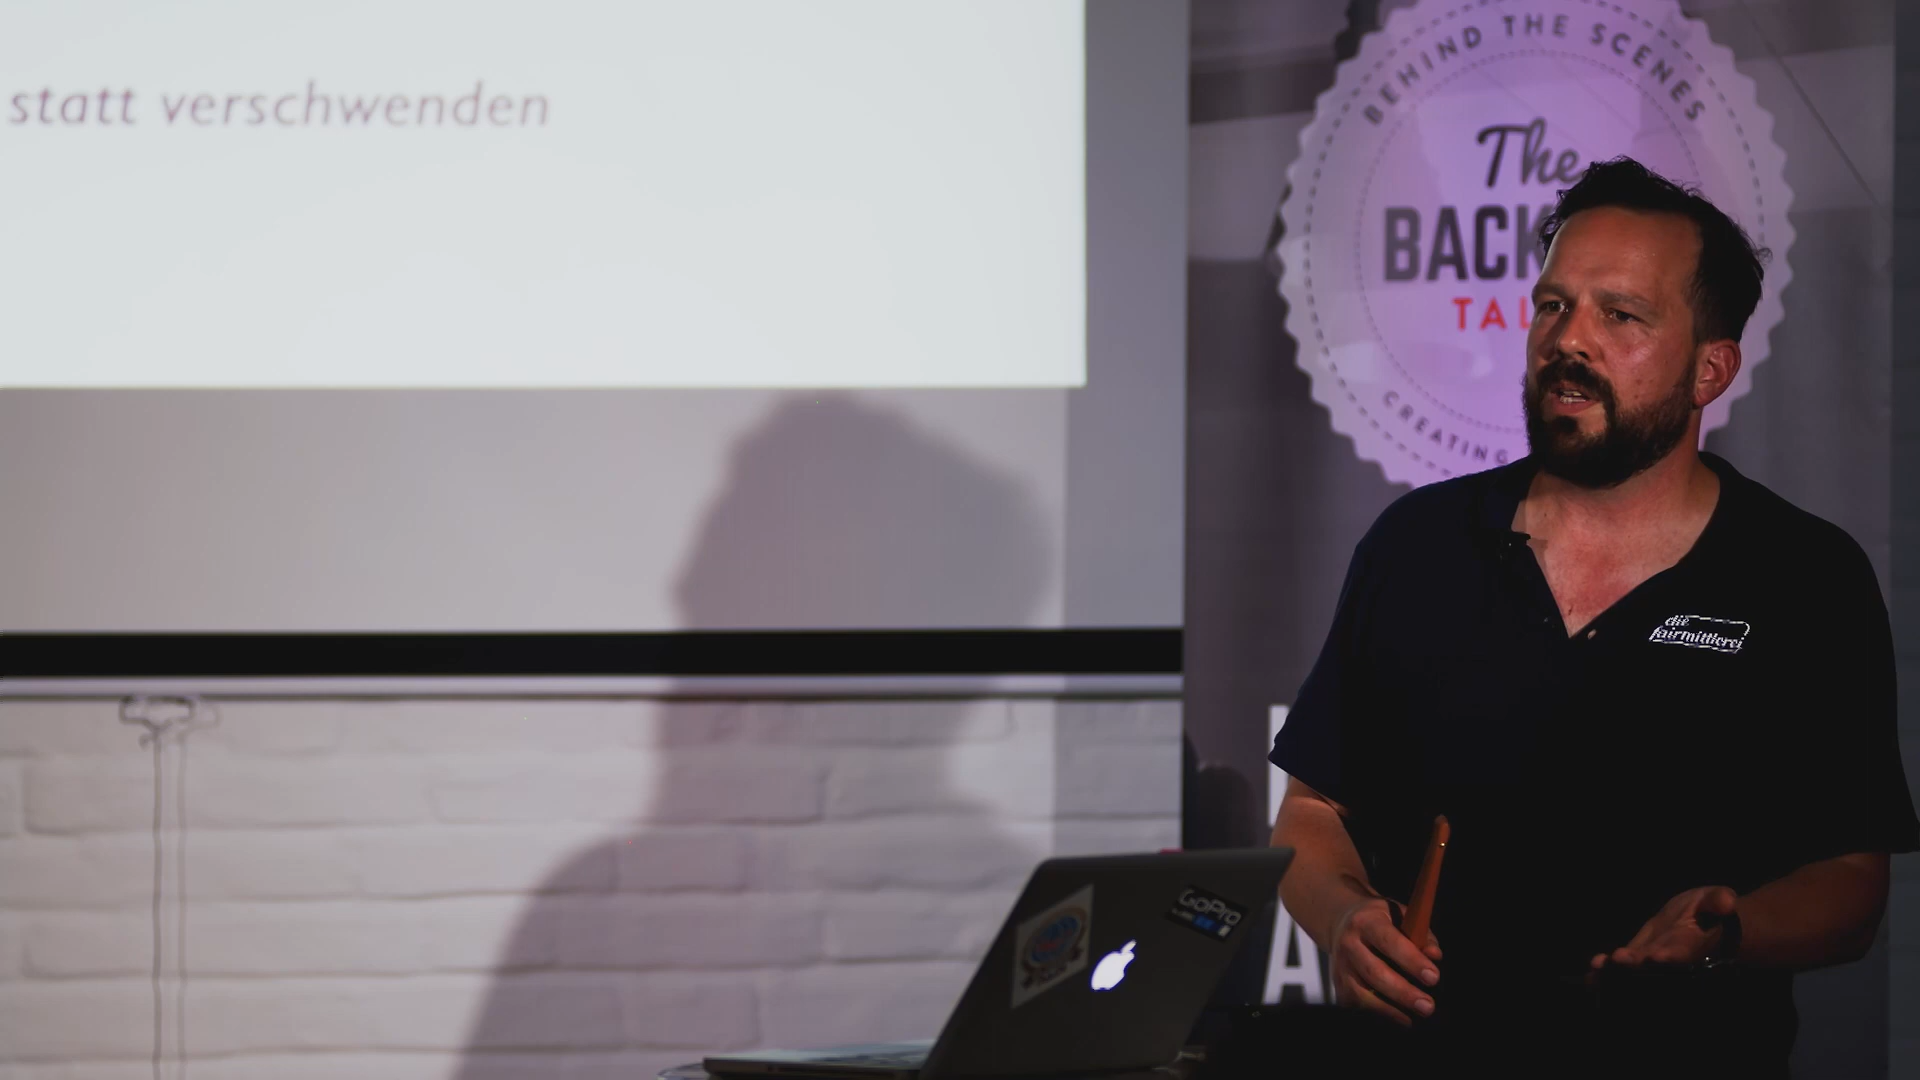 statt verschwenden
BEHIND THE SCENES
The
BACK
TAL
CREATING
die
fairmittlerei
GoPro
A